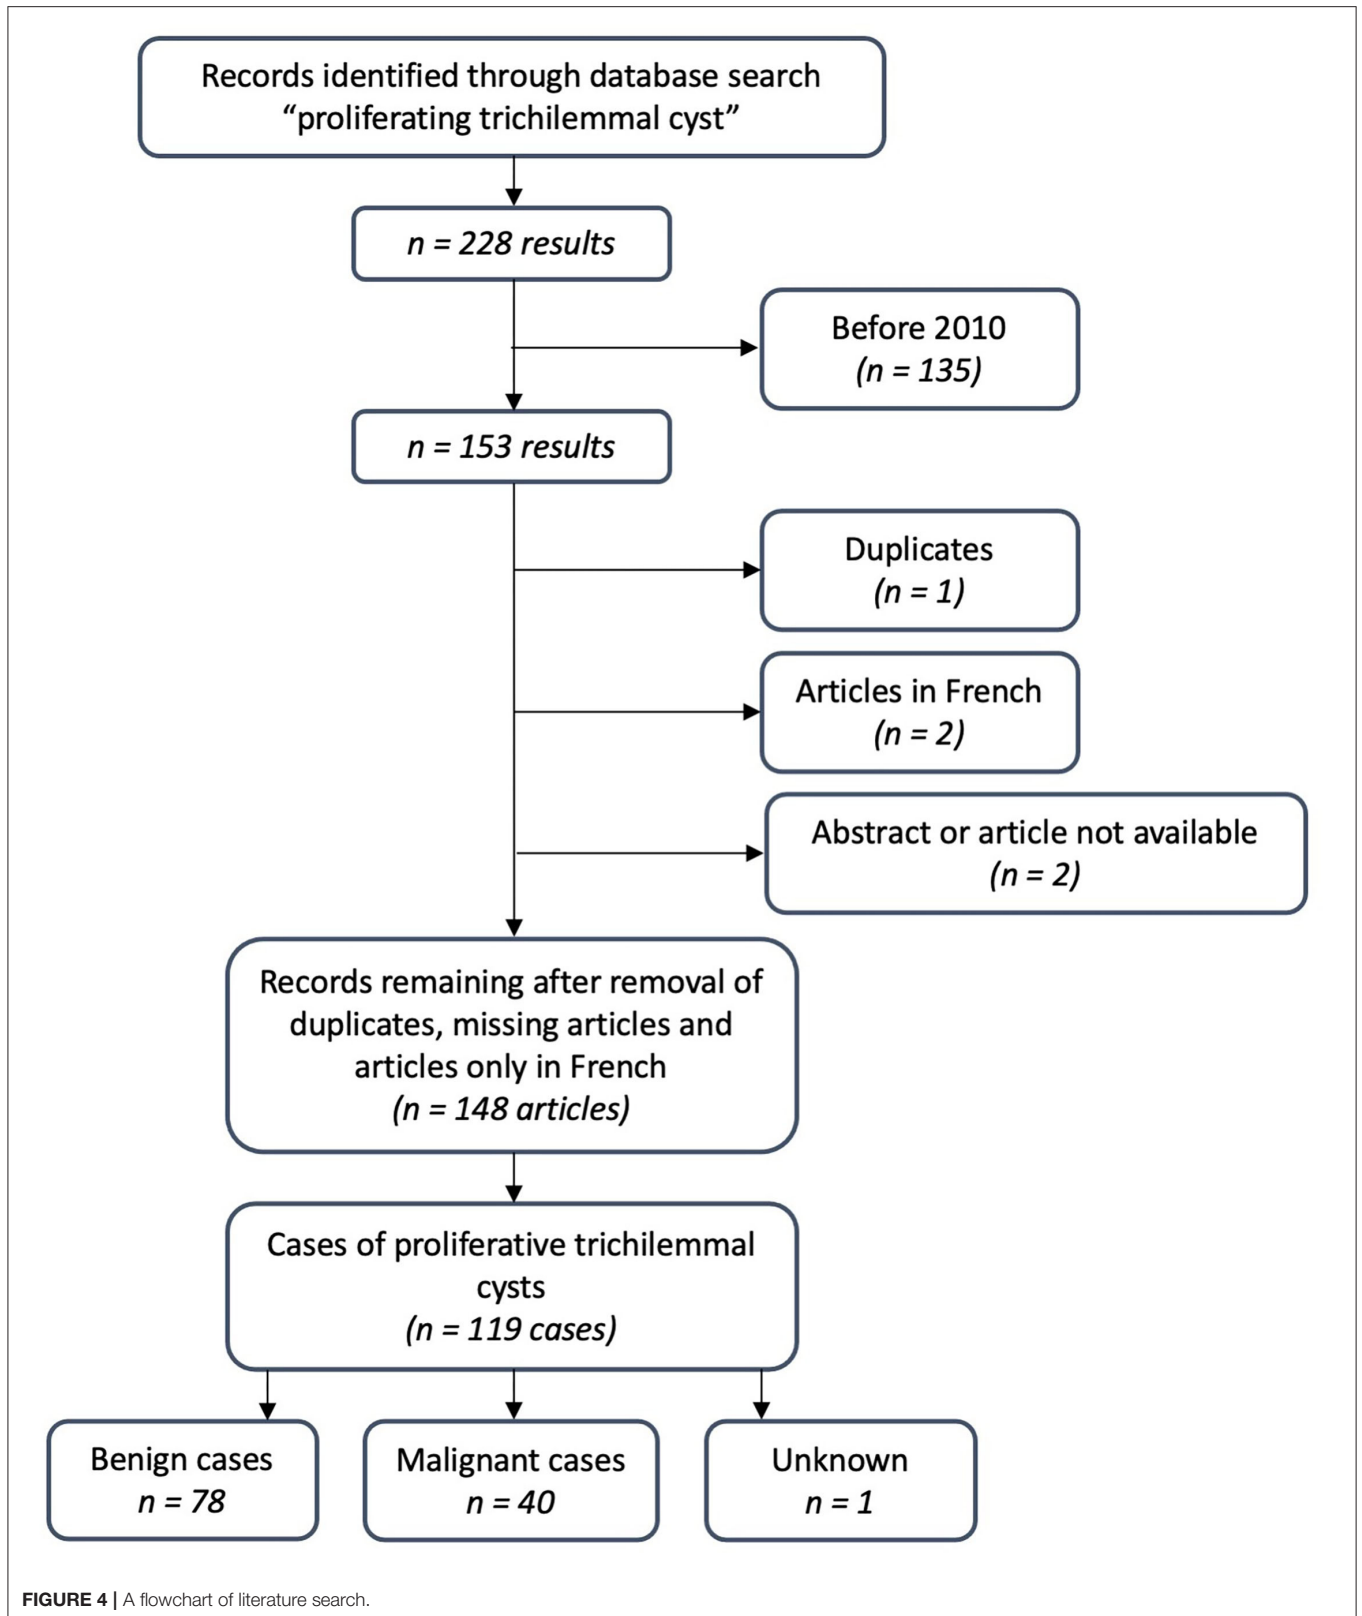 Records identified through database search
“proliferating trichilemmal cyst”
n = 228 results
Before 2010
(n = 135)
n = 153 results
Duplicates
(n = 1)
Articles in French
(n = 2)
Abstract or article not available
(n = 2)
Records remaining after removal of
duplicates, missing articles and
articles only in French
(n = 148 articles)
Cases of proliferative trichilemmal
cysts
(n = 119 cases)
Benign cases
n = 78
Malignant cases
n = 40
Unknown
n = 1
FIGURE 4 | A flowchart of literature search.